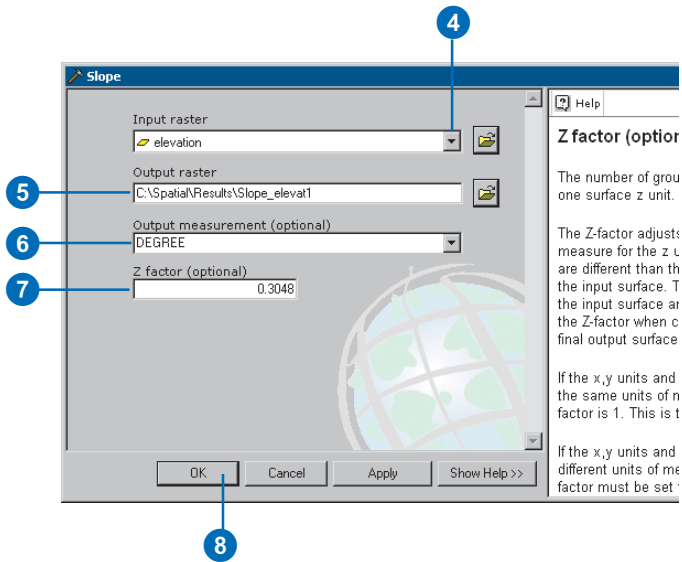 4
Slope
Input raster
elevation
Output raster
5
C:\Spatial\Results\Slope_elevat1
Output measurement (optional)
6
DEGREE
Z factor (optional)
7
0.3048
OK
Cancel
Apply
Show Help >>
8
Help
Z factor (option
The number of grou
one surface z unit.
The Z-factor adjusts
measure for the z u
are different than th
the input surface. T
the input surface an
the Z-factor when c
final output surface
If the x,y units and
the same units of m
factor is 1. This is t
If the x,y units and
different units of me
factor must be set